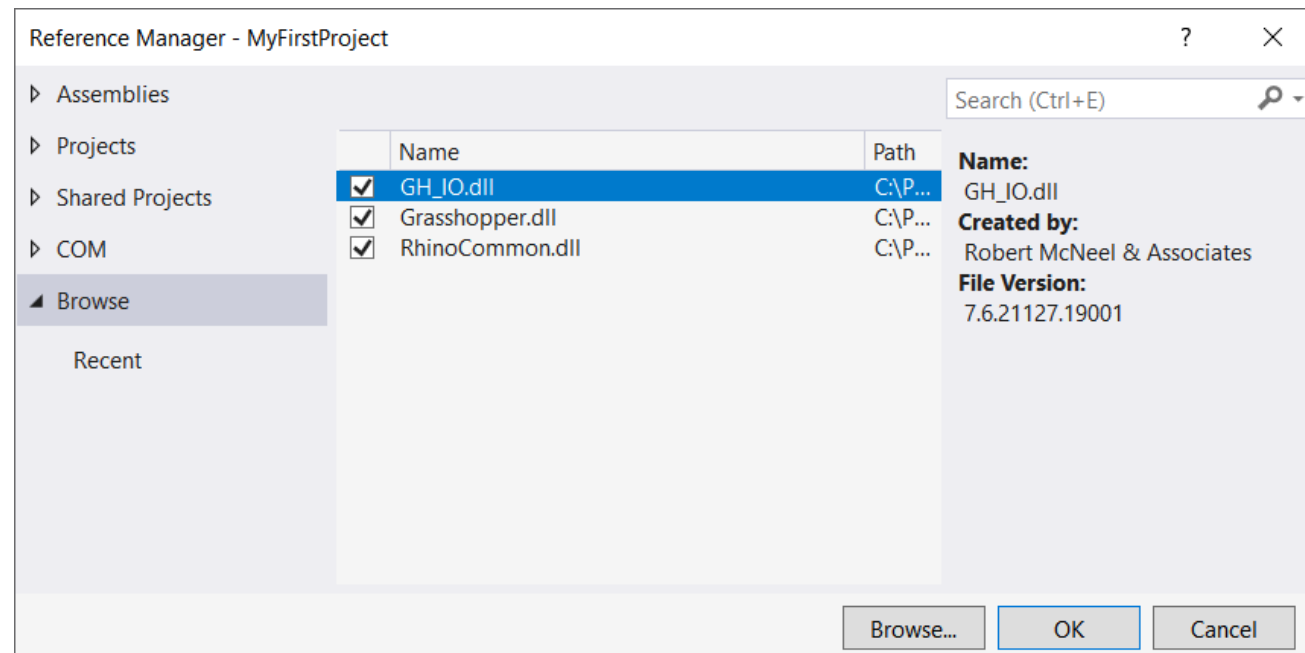 Reference Manager - MyFirstProject ?
Assemblies
Projects
Shared Projects
COM
Browse
Recent
Name Path
GH_IO.dll C:\P...
Grasshopper.dll C:\P...
RhinoCommon.dll C:\P...
Search (Ctrl+E)
Name:
GH_IO.dll
Created by:
Robert McNeel & Associates
File Version:
7.6.21127.19001
Browse... OK Cancel